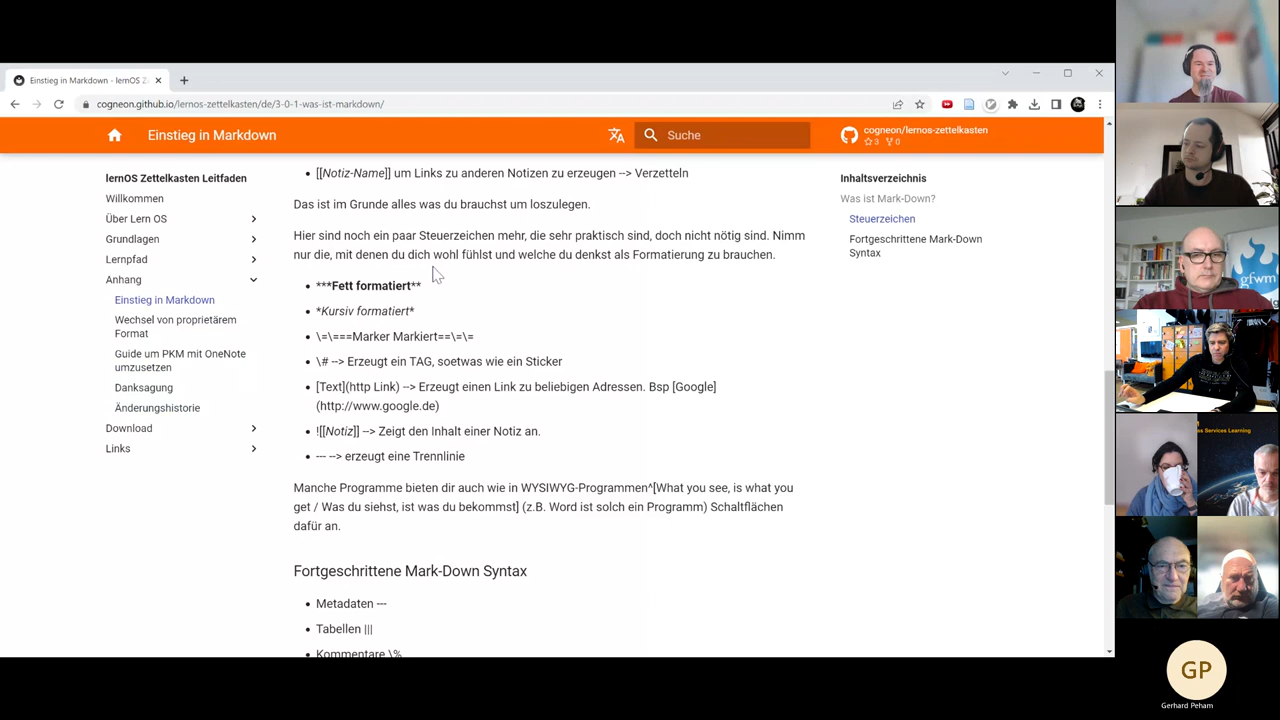 Einstieg in Markdown - lernOS Z
cogneon.github.io/lernos-zettelkasten/de/3-0-1-was-ist-markdown/
Einstieg in Markdown
Suche
cogneon/lernos-zettelkasten
3 0
lernOS Zettelkasten Leitfaden
Willkommen
Über Lern OS
Grundlagen
Lernpfad
Anhang
Einstieg in Markdown
Wechsel von proprietärem
Format
Guide um PKM mit OneNote
umzusetzen
Danksagung
Änderungshistorie
Download
Links
• [[Notiz-Name]] um Links zu anderen Notizen zu erzeugen --> Verzetteln
Das ist im Grunde alles was du brauchst um loszulegen.
Hier sind noch ein paar Steuerzeichen mehr, die sehr praktisch sind, doch nicht nötig sind. Nimm
nur die, mit denen du dich wohl fühlst und welche du denkst als Formatierung zu brauchen.
• ***Fett formatiert**
• *Kursiv formatiert*
• \=\===Marker Markiert==\=\=
• \# --> Erzeugt ein TAG, soetwas wie ein Sticker
• [Text](http Link) --> Erzeugt einen Link zu beliebigen Adressen. Bsp [Google]
(http://www.google.de)
• ![[Notiz]] --> Zeigt den Inhalt einer Notiz an.
• --- --> erzeugt eine Trennlinie
Manche Programme bieten dir auch wie in WYSIWYG-Programmen^[What you see, is what you
get / Was du siehst, ist was du bekommst] (z.B. Word ist solch ein Programm) Schaltflächen
dafür an.
Fortgeschrittene Mark-Down Syntax
• Metadaten ---
• Tabellen |||
• Kommentare \%
Inhaltsverzeichnis
Was ist Mark-Down?
Steuerzeichen
Fortgeschrittene Mark-Down
Syntax
gfwm
Services Learning
GP
Gerhard Peham